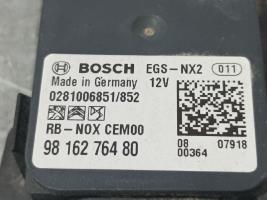 BOSCH EGS-NX2 011
Made in/Germany 12V
0281006851/852
RB-NOX CEM00 08 07918
98 162 764 80 00364